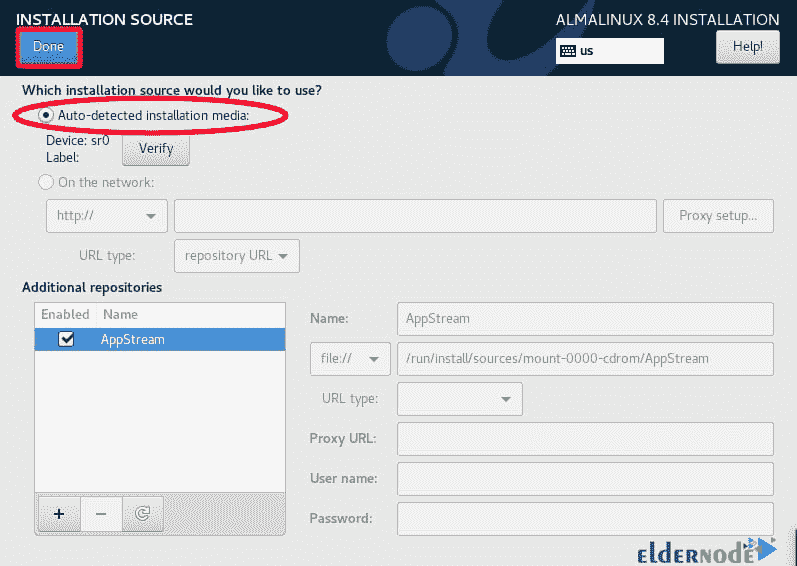 INSTALLATION SOURCE
ALMALINUX 8.4 INSTALLATION
Done
us
Help!
Which installation source would you like to use?
Auto-detected installation media:
Device: sr0
Label:
Verify
On the network:
http://
Proxy setup...
URL type:
repository URL
Additional repositories
Enabled Name
AppStream
Name:
AppStream
file://
/run/install/sources/mount-0000-cdrom/AppStream
URL type:
Proxy URL:
User name:
Password:
eldernode